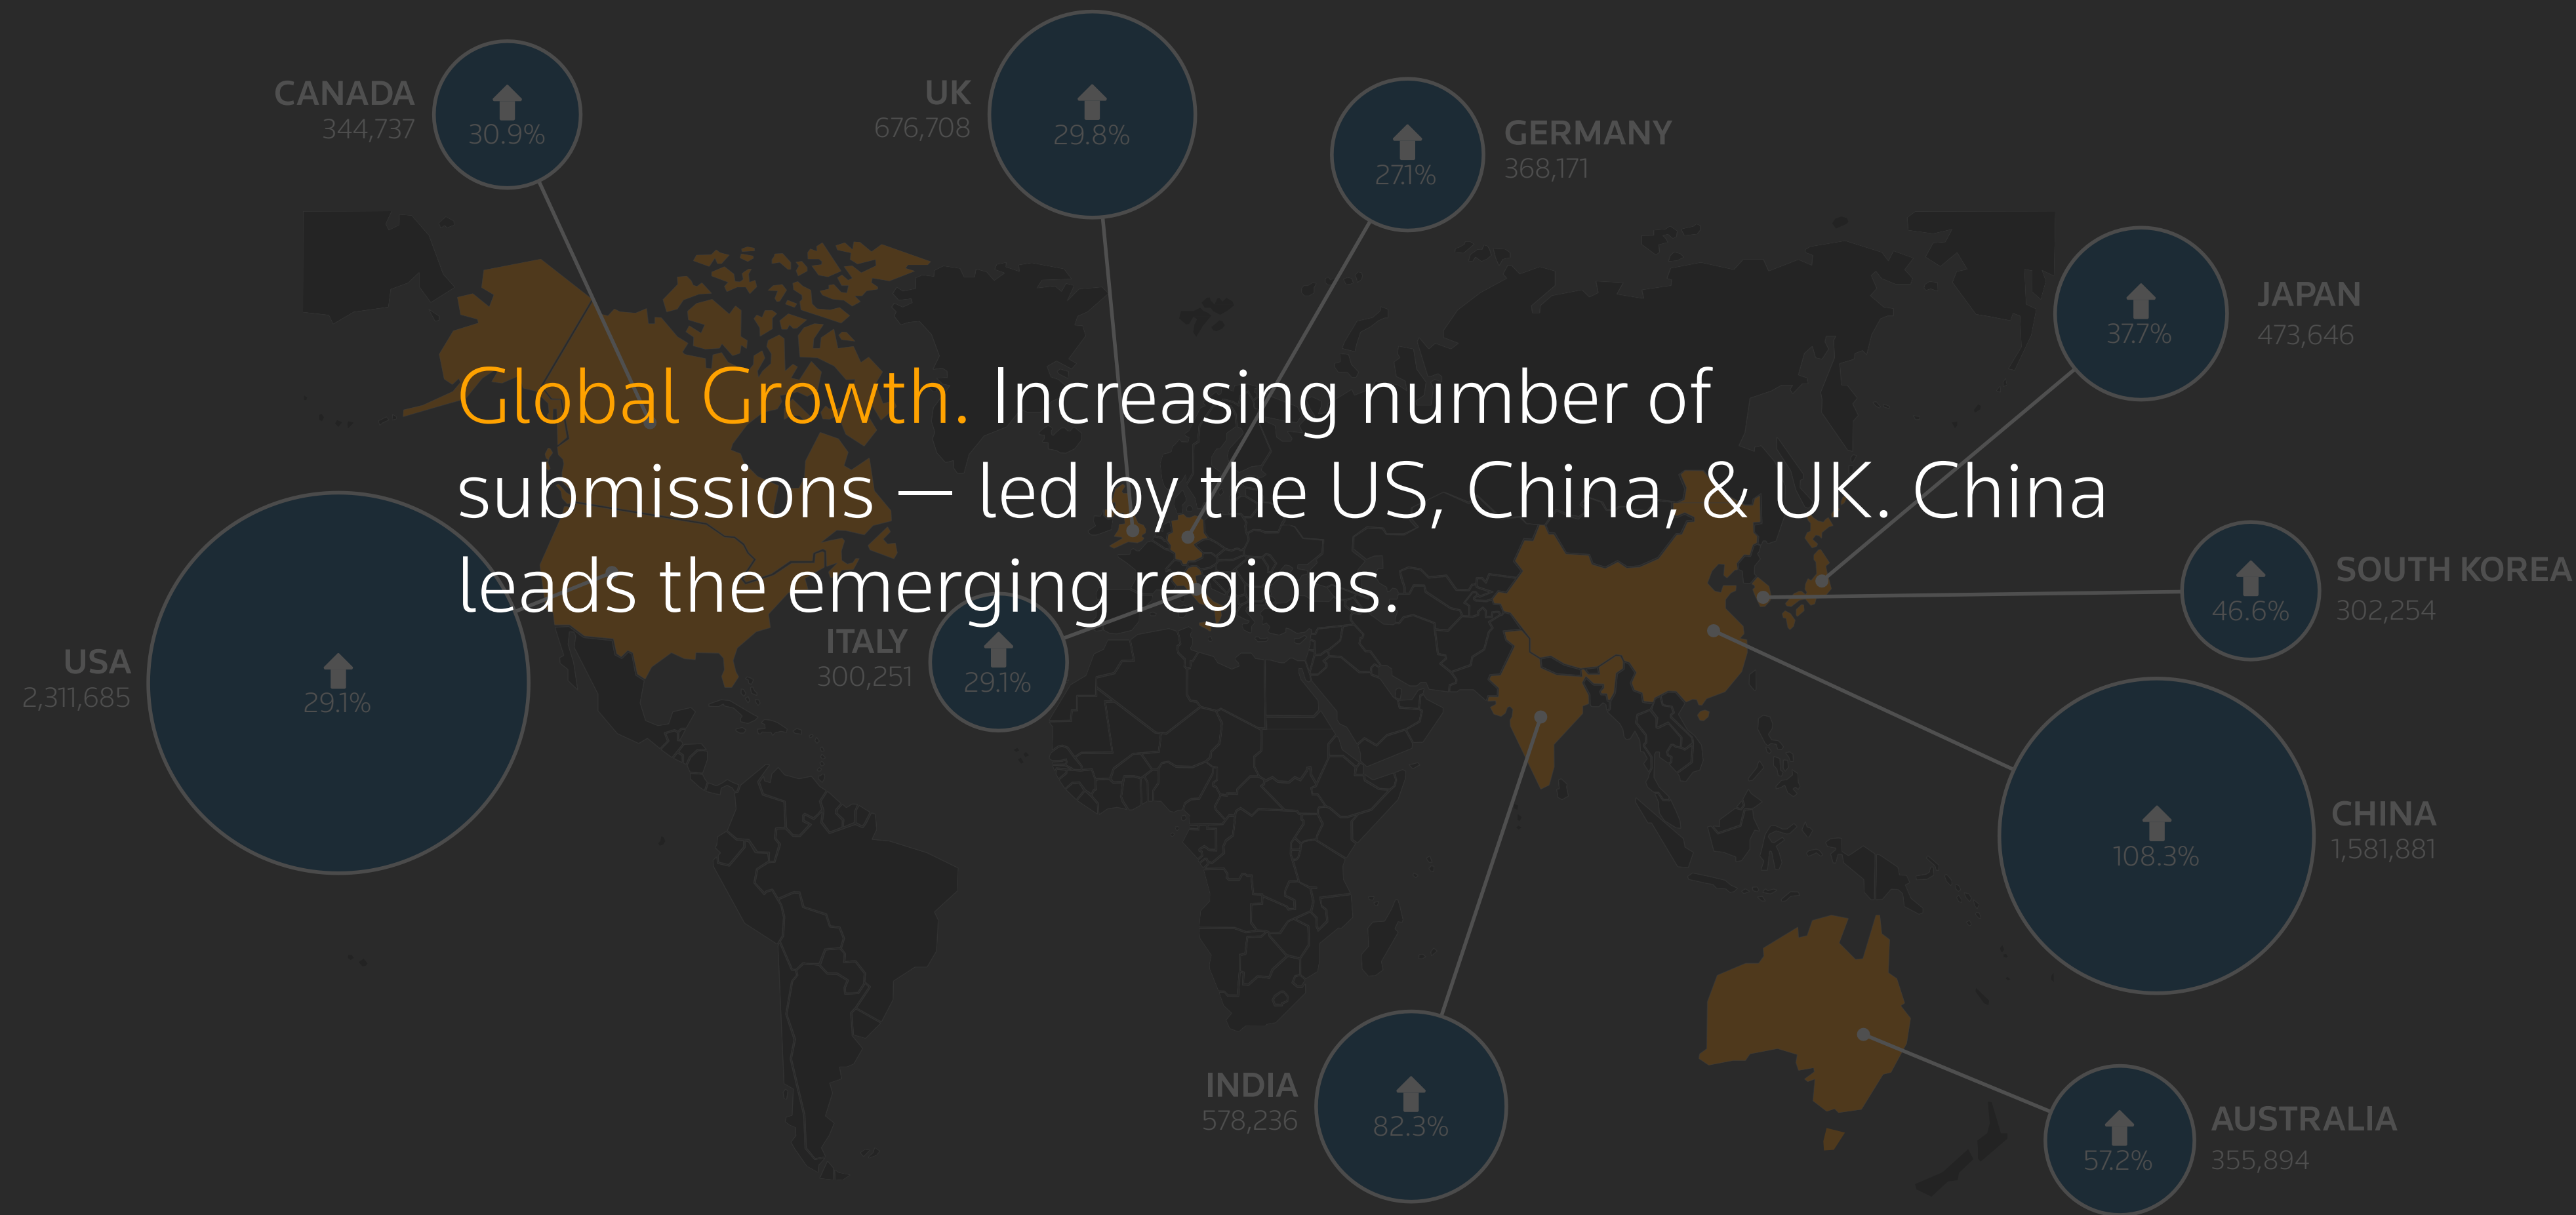 CANADA
344,737
30.9%
UK
676,708
29.8%
GERMANY
368,171
27.1%
JAPAN
473,646
37.7%
Global Growth. Increasing number of
submissions — led by the US, China, & UK. China
leads the emerging regions.
USA
2,311,685
29.1%
ITALY
300,251
29.1%
SOUTH KOREA
302,254
46.6%
CHINA
1,581,881
108.3%
INDIA
578,236
82.3%
AUSTRALIA
355,894
57.2%